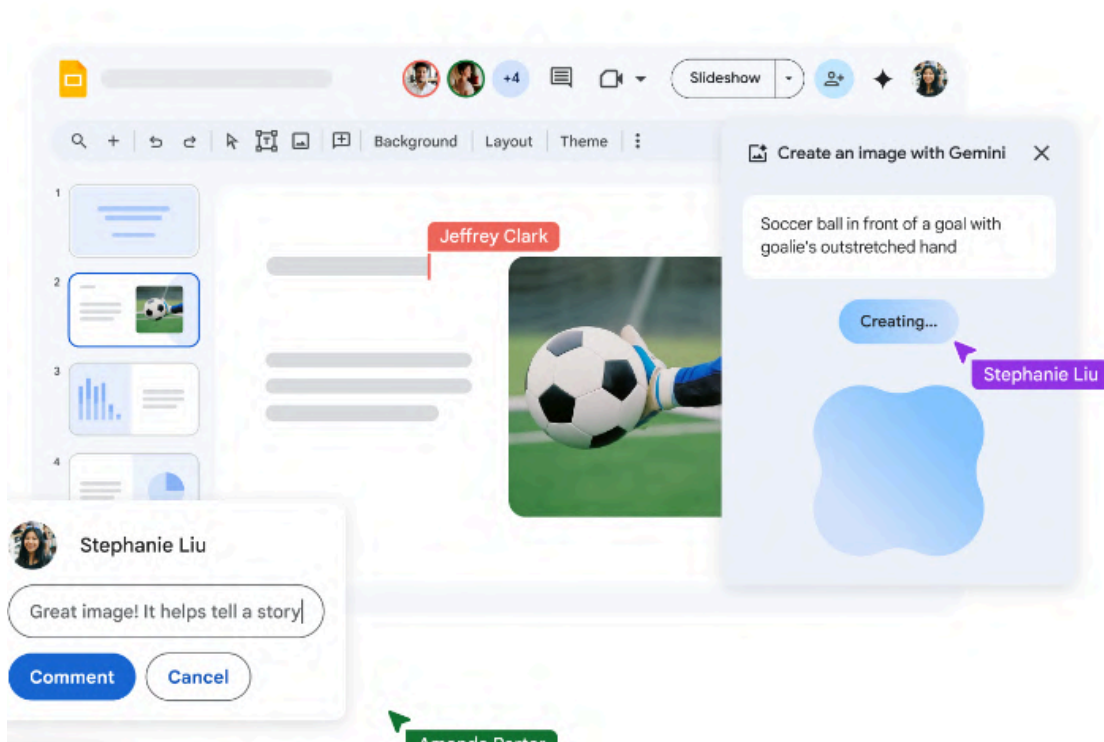 +4
Slideshow
Background
Layout
Theme
Create an image with Gemini
1
Soccer ball in front of a goal with
goalie's outstretched hand
Jeffrey Clark
2
Creating...
3
Stephanie Liu
4
Stephanie Liu
Great image! It helps tell a story
Comment
Cancel